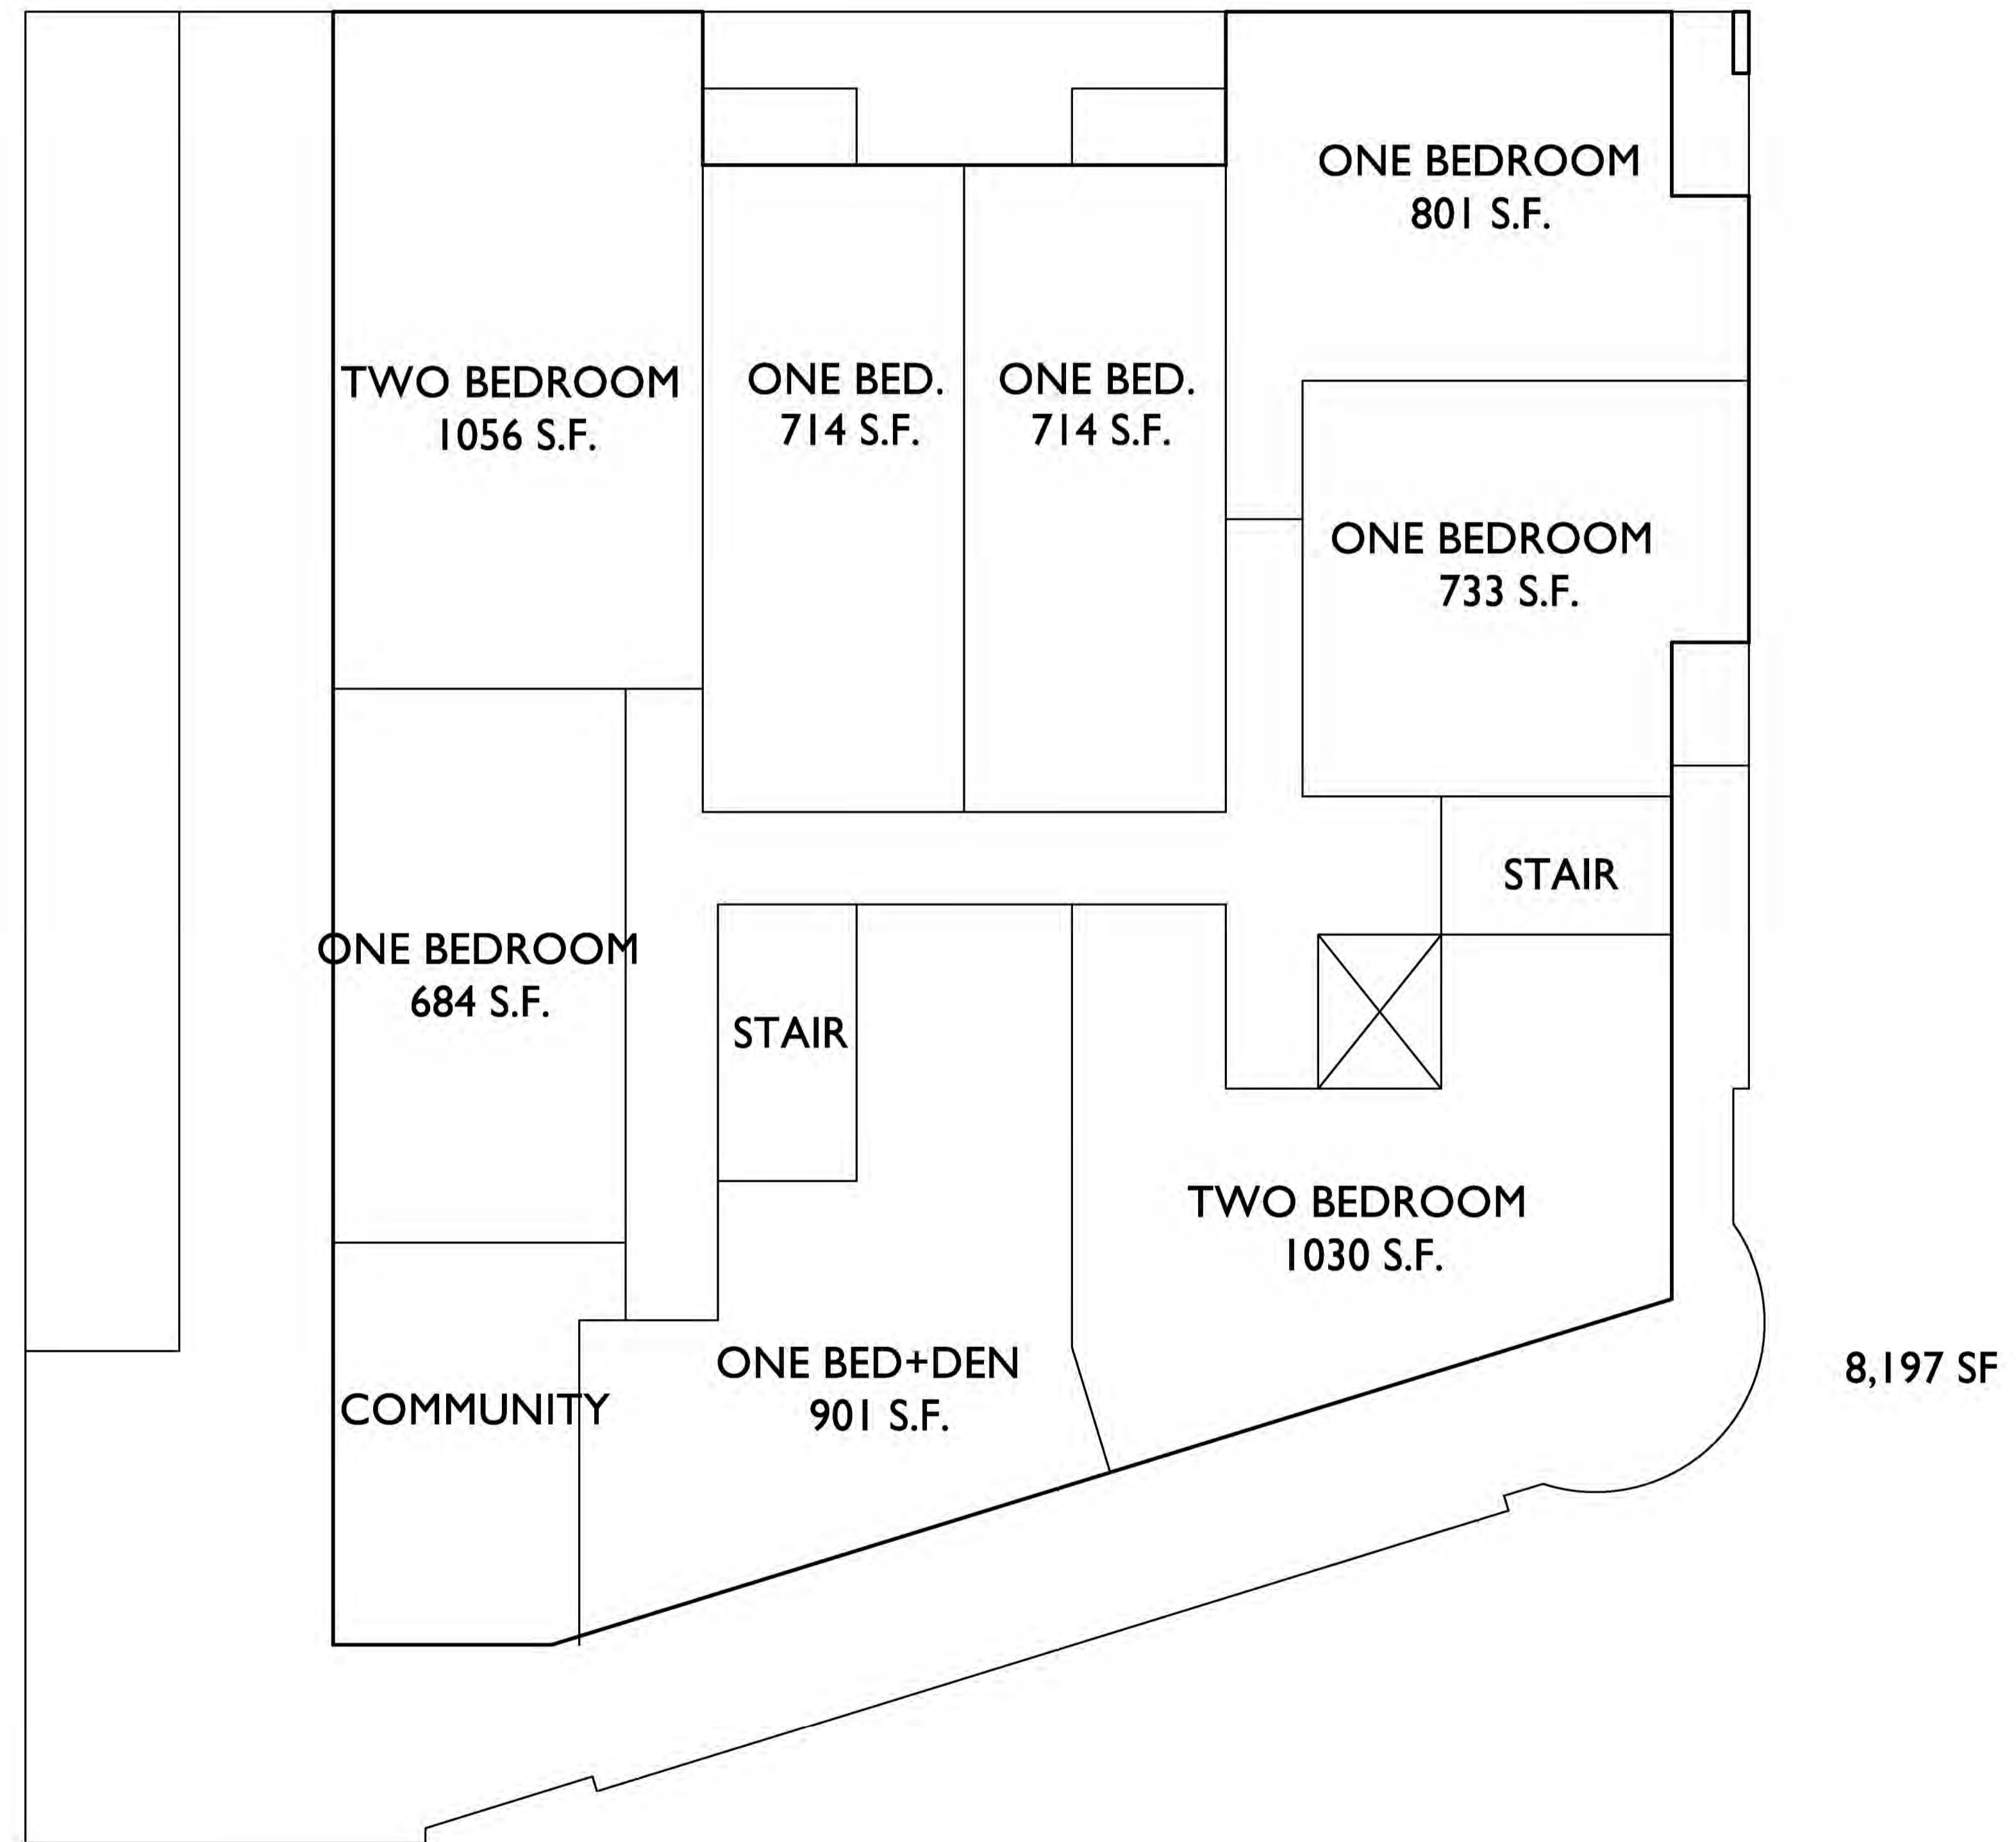 ONE BEDROOM
801 S.F.
TWO BEDROOM
1056 S.F.
ONE BED.
714 S.F.
ONE BED.
714 S.F.
ONE BEDROOM
733 S.F.
STAIR
ONE BEDROOM
684 S.F.
STAIR
TWO BEDROOM
1030 S.F.
ONE BED+DEN
901 S.F.
COMMUNITY
8,197 SF